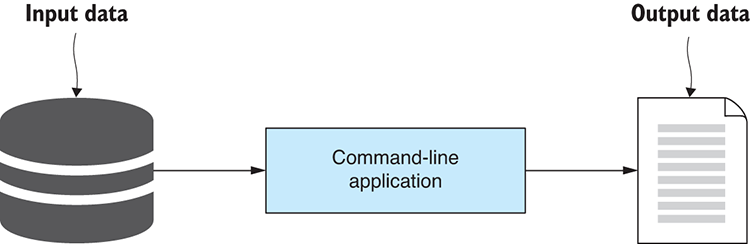 Input data
Output data
Command-line
application